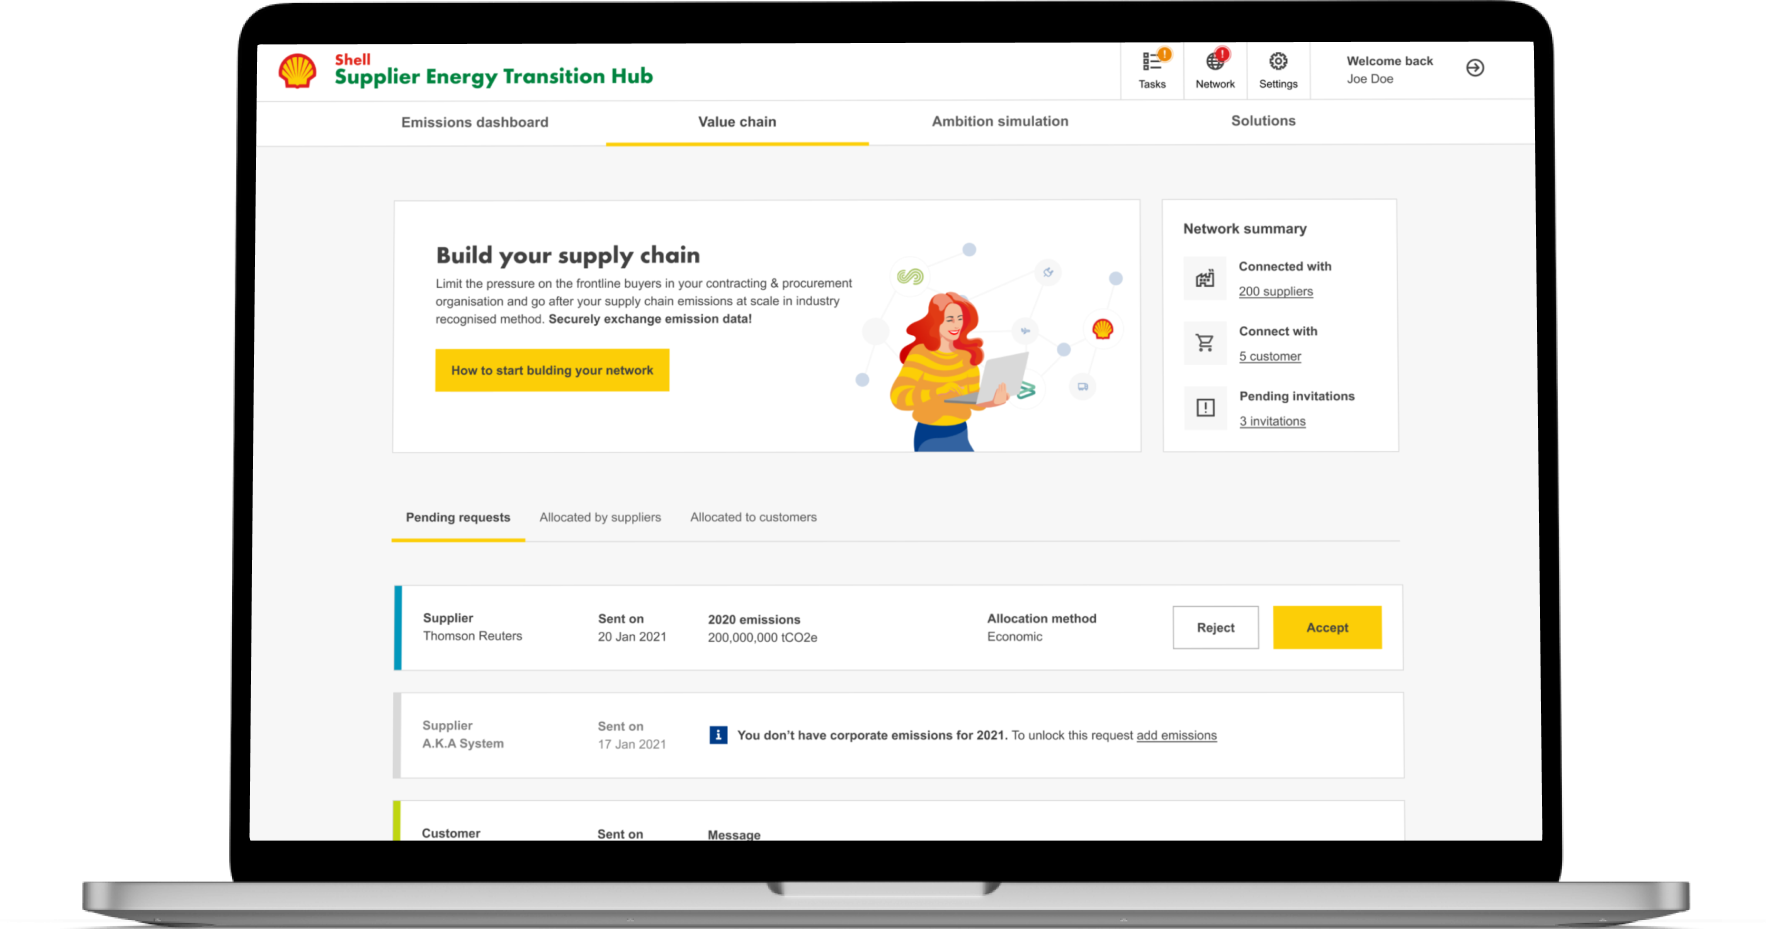 Shell
Supplier Energy Transition Hub
Tasks
Network
Settings
Welcome back
Joe Doe
Emissions dashboard
Value chain
Ambition simulation
Solutions
Build your supply chain
Limit the pressure on the frontline buyers in your contracting & procurement
organisation and go after your supply chain emissions at scale in industry
recognised method. Securely exchange emission data!
How to start bulding your network
Network summary
Connected with
200 suppliers
Connect with
5 customer
Pending invitations
3 invitations
Pending requests
Allocated by suppliers
Allocated to customers
Supplier
Thomson Reuters
Sent on
20 Jan 2021
2020 emissions
200,000,000 tCO2e
Allocation method
Economic
Reject
Accept
Supplier
A.K.A System
Sent on
17 Jan 2021
You don't have corporate emissions for 2021. To unlock this request add emissions
Customer
Sent on
Message